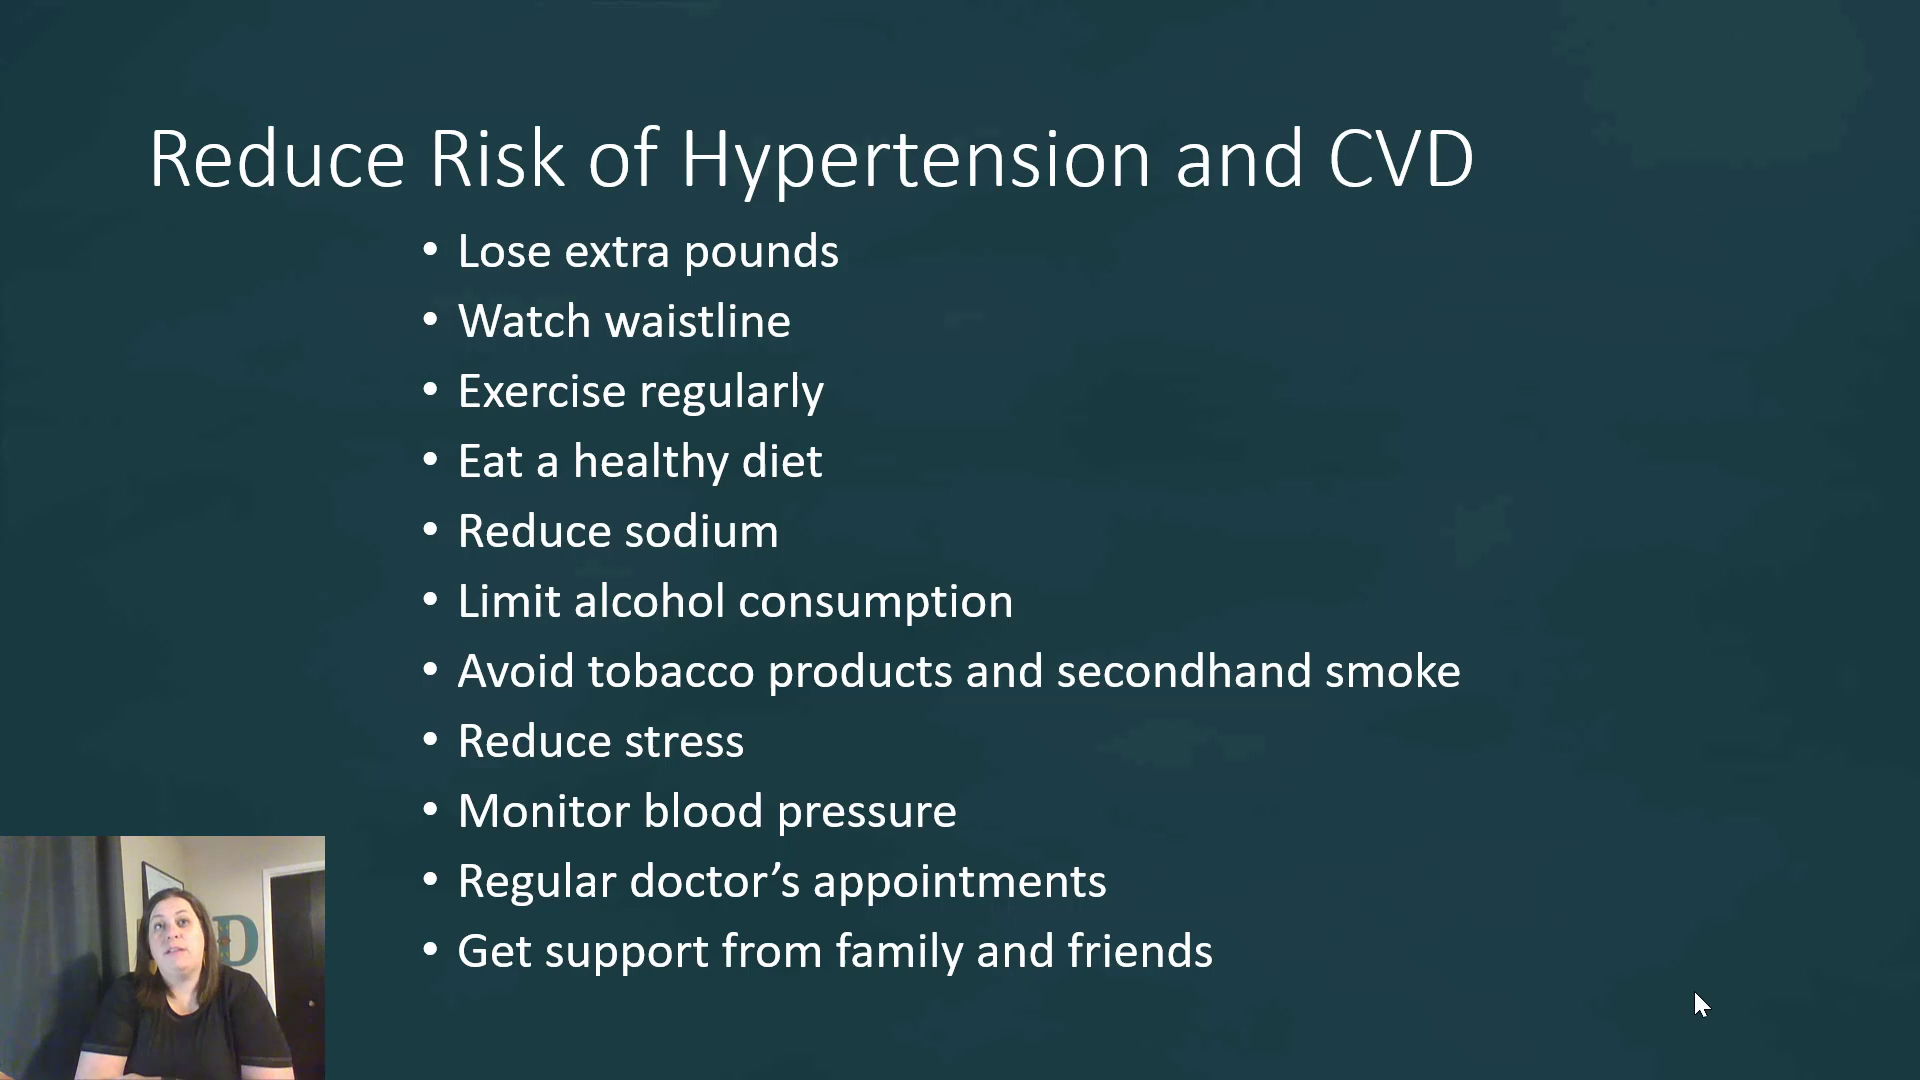 Reduce Risk of Hypertension and CVD
• Lose extra pounds
• Watch waistline
• Exercise regularly
• Eat a healthy diet
• Reduce sodium
• Limit alcohol consumption
• Avoid tobacco products and secondhand smoke
• Reduce stress
• Monitor blood pressure
• Regular doctor’s appointments
• Get support from family and friends
D